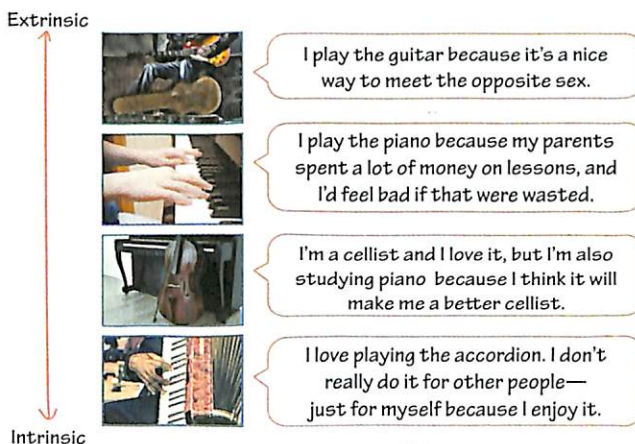 Extrinsic
I play the guitar because it's a nice
way to meet the opposite sex.
I play the piano because my parents
spent a lot of money on lessons, and
I'd feel bad if that were wasted.
I'm a cellist and I love it, but I'm also
studying piano because I think it will
make me a better cellist.
I love playing the accordion. I don't
really do it for other people—
just for myself because I enjoy it.
Intrinsic